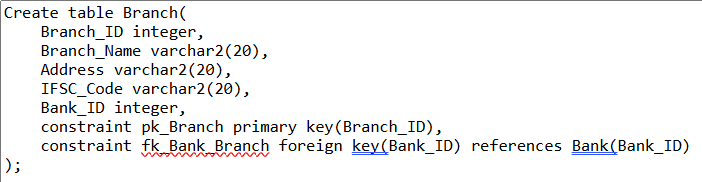 Create table Branch(
Branch_ID integer,
Branch_Name varchar2(20),
Address varchar2(20),
IFSC_Code varchar2(20),
Bank_ID integer,
constraint pk_Branch primary key(Branch_ID),
constraint fk_Bank_Branch foreign key(Bank_ID) references Bank(Bank_ID)
);